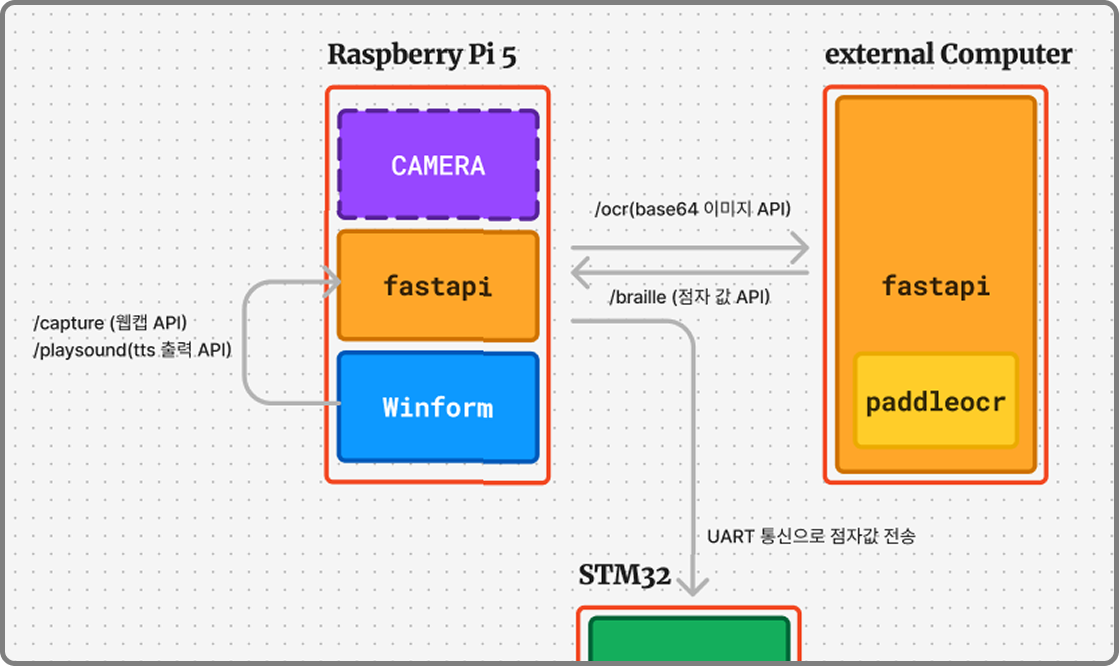 Raspberry Pi 5
external Computer
CAMERA
/ocr(base64 이미지 API)
fastapi
fastapi
/braille (점자 값 API)
/capture (웹캡 API)
/playsound(tts 출력 API)
Winform
paddleocr
UART 통신으로 점자값 전송
STM32